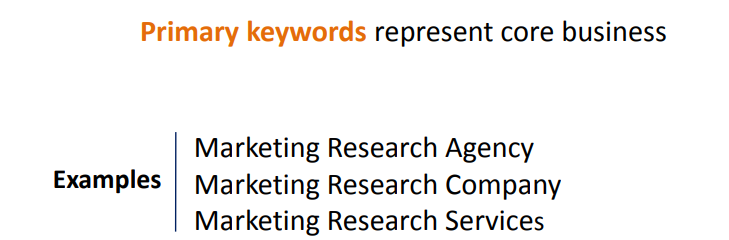 Primary keywords represent core business
Examples
Marketing Research Agency
Marketing Research Company
Marketing Research Services